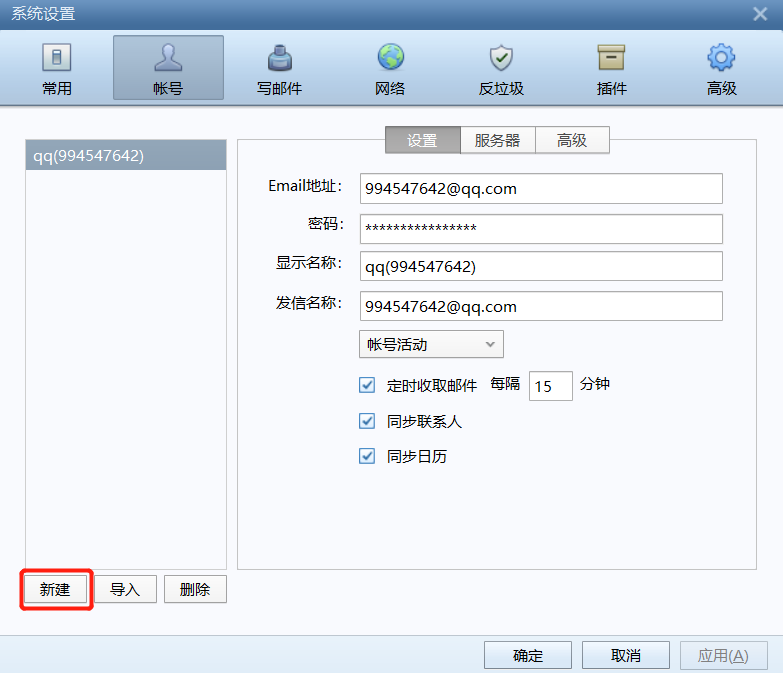 系统设置
常用 帐号 写邮件 网络 反垃圾 插件 高级
qq(994547642)
设置 服务器 高级
Email地址： 994547642@qq.com
密码： ****************
显示名称： qq(994547642)
发信名称： 994547642@qq.com
帐号活动
定时收取邮件 每隔 15 分钟
同步联系人
同步日历
新建 导入 删除
确定 取消 应用(A)